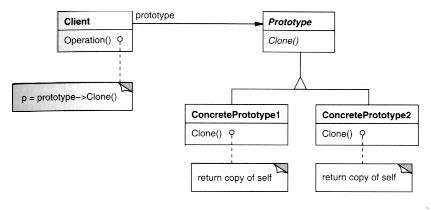 prototype
Client
Prototype
Operation()
Clone()
p = prototype->Clone()
ConcretePrototype1
ConcretePrototype2
Clone()
Clone()
return copy of self
return copy of self